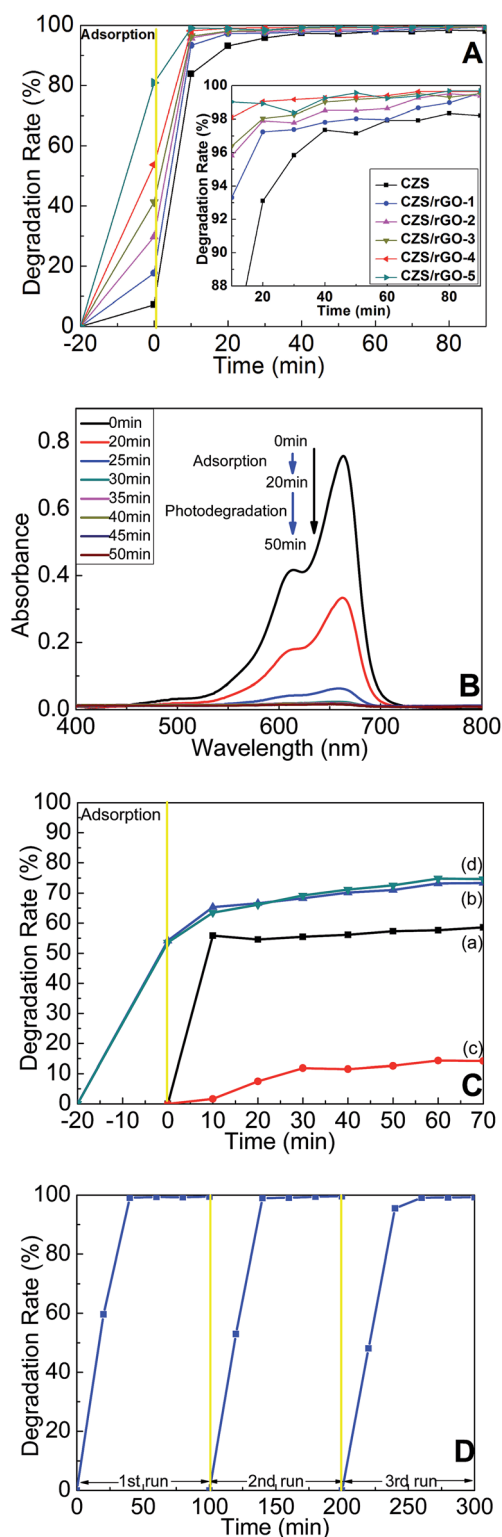 Adsorption
A
Degradation Rate (%)
100
80
60
40
20
0
-20 0 20 40 60 80
Time (min)
Degradation Rate (%)
100
98
96
94
92
90
88
20 40 60 80
Time (min)
CZS
CZS/rGO-1
CZS/rGO-2
CZS/rGO-3
CZS/rGO-4
CZS/rGO-5
0min
20min
25min
30min
35min
40min
45min
50min
0min
Adsorption
20min
Photodegradation
50min
B
Absorbance
0.8
0.6
0.4
0.2
0.0
400 500 600 700 800
Wavelength (nm)
Adsorption
(d)
(b)
(a)
(c)
C
Degradation Rate (%)
100
90
80
70
60
50
40
30
20
10
0
-20 -10 0 10 20 30 40 50 60 70
Time (min)
Degradation Rate (%)
100
80
60
40
20
0
D
1st run 2nd run 3rd run
0 50 100 150 200 250 300
Time (min)